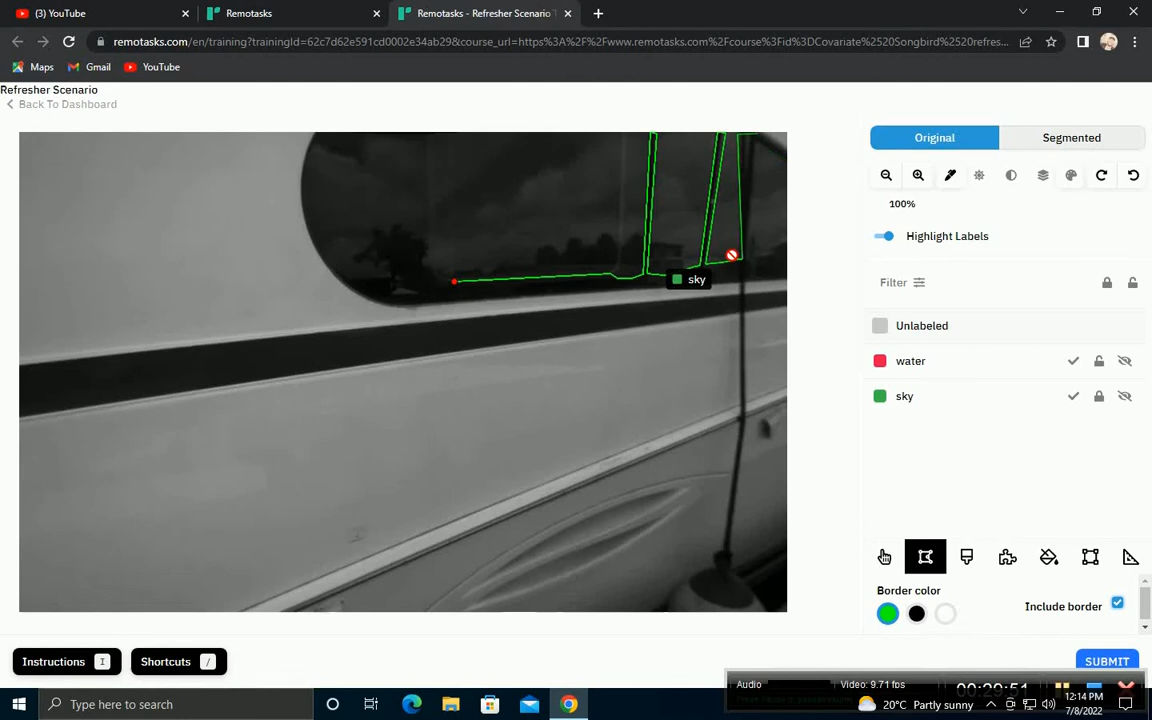 (3) YouTube
Remotasks
Remotasks - Refresher Scenario T
remotasks.com/en/training?trainingId=62c7d62e591cd0002e34ab29&course_url=https%3A%2F%2Fwww.remotasks.com%2Fcourse%3Fid%3DCovariate%2520Songbird%2520refres...
Maps
Gmail
YouTube
Refresher Scenario
Back To Dashboard
Original
Segmented
100%
Highlight Labels
Filter
Unlabeled
water
sky
sky
Border color
Include border
Instructions I
Shortcuts /
SUBMIT
Audio
Video: 9.71 fps
00:29:51
Type here to search
20°C Partly sunny
12:14 PM
7/8/2022